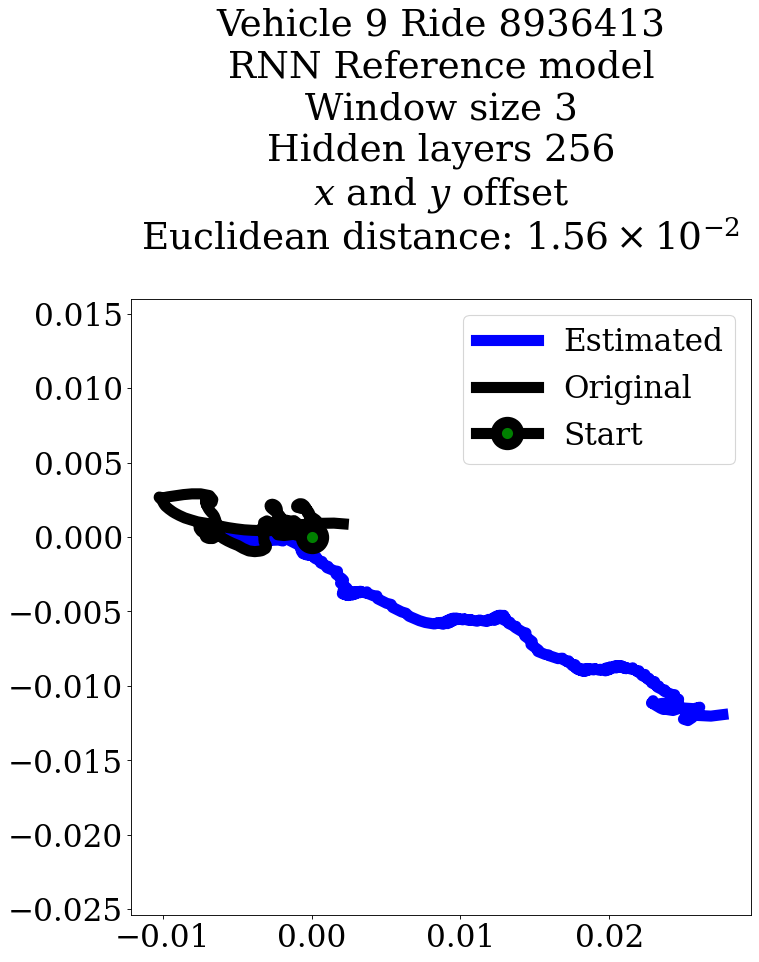 Vehicle 9 Ride 8936413
RNN Reference model
Window size 3
Hidden layers 256
x and y offset
Euclidean distance: 1.56 × 10⁻²
0.015
0.010
0.005
0.000
−0.005
−0.010
−0.015
−0.020
−0.025
Estimated
Original
Start
−0.01 0.00 0.01 0.02